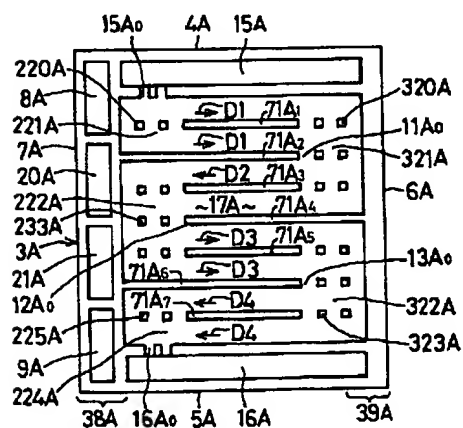 15A0 4A 15A
220A 320A
8A D1 71A1
221A 11A0
7A D1 71A2 321A
20A D2 71A3 6A
222A
233A ~17A~ 71A4
3A 71A5
21A D3
12A0 71A6 D3 13A0
71A7 D4 322A
225A
9A D4 323A
224A
16A0 16A
38A 5A 39A